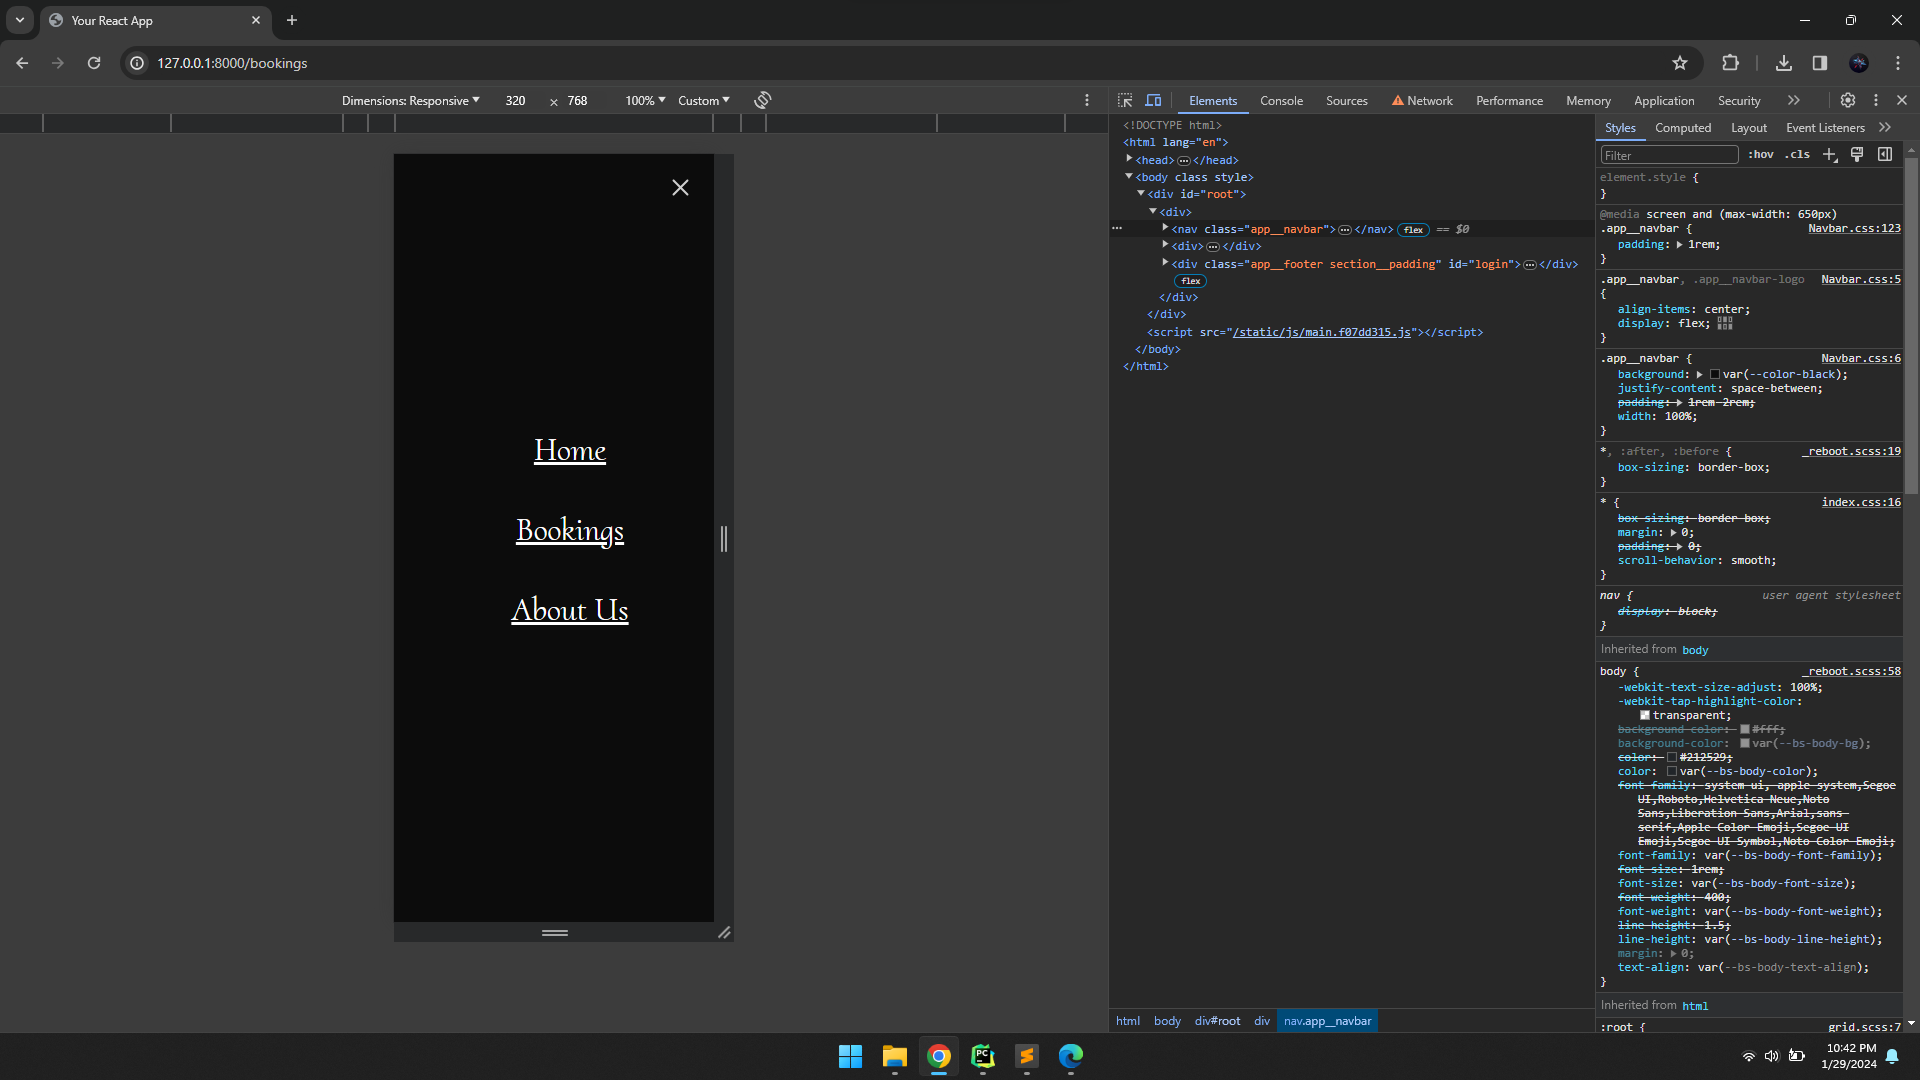 Your React App
127.0.0.1:8000/bookings
Dimensions: Responsive 320 × 768 100% Custom
Home
Bookings
About Us
Elements Console Sources Network Performance Memory Application Security
<!DOCTYPE html>
<html lang="en">
<head>…</head>
<body class style>
<div id="root">
<div>
<nav class="app__navbar">…</nav> flex == $0
<div>…</div>
<div class="app__footer section__padding" id="login">…</div>
flex
</div>
</div>
<script src="/static/js/main.f07dd315.js"></script>
</body>
</html>
html body div#root div nav.app__navbar
Styles Computed Layout Event Listeners
Filter :hov .cls
element.style {
}
@media screen and (max-width: 650px)
.app__navbar { Navbar.css:123
padding: 1rem;
}
.app__navbar, .app__navbar-logo Navbar.css:5
{
align-items: center;
display: flex;
}
.app__navbar { Navbar.css:6
background: var(--color-black);
justify-content: space-between;
padding: 1rem 2rem;
width: 100%;
}
*, :after, :before { _reboot.scss:19
box-sizing: border-box;
}
* { index.css:16
box-sizing: border-box;
margin: 0;
padding: 0;
scroll-behavior: smooth;
}
nav { user agent stylesheet
display: block;
}
Inherited from body
body { _reboot.scss:58
-webkit-text-size-adjust: 100%;
-webkit-tap-highlight-color:
transparent;
background-color: #fff;
background-color: var(--bs-body-bg);
color: #212529;
color: var(--bs-body-color);
font-family: system-ui,-apple-system,Segoe
UI,Roboto,Helvetica Neue,Noto
Sans,Liberation Sans,Arial,sans-
serif,Apple Color Emoji,Segoe UI
Emoji,Segoe UI Symbol,Noto Color Emoji;
font-family: var(--bs-body-font-family);
font-size: 1rem;
font-size: var(--bs-body-font-size);
font-weight: 400;
font-weight: var(--bs-body-font-weight);
line-height: 1.5;
line-height: var(--bs-body-line-height);
margin: 0;
text-align: var(--bs-body-text-align);
}
Inherited from html
:root { grid.scss:7
PC
10:42 PM
1/29/2024